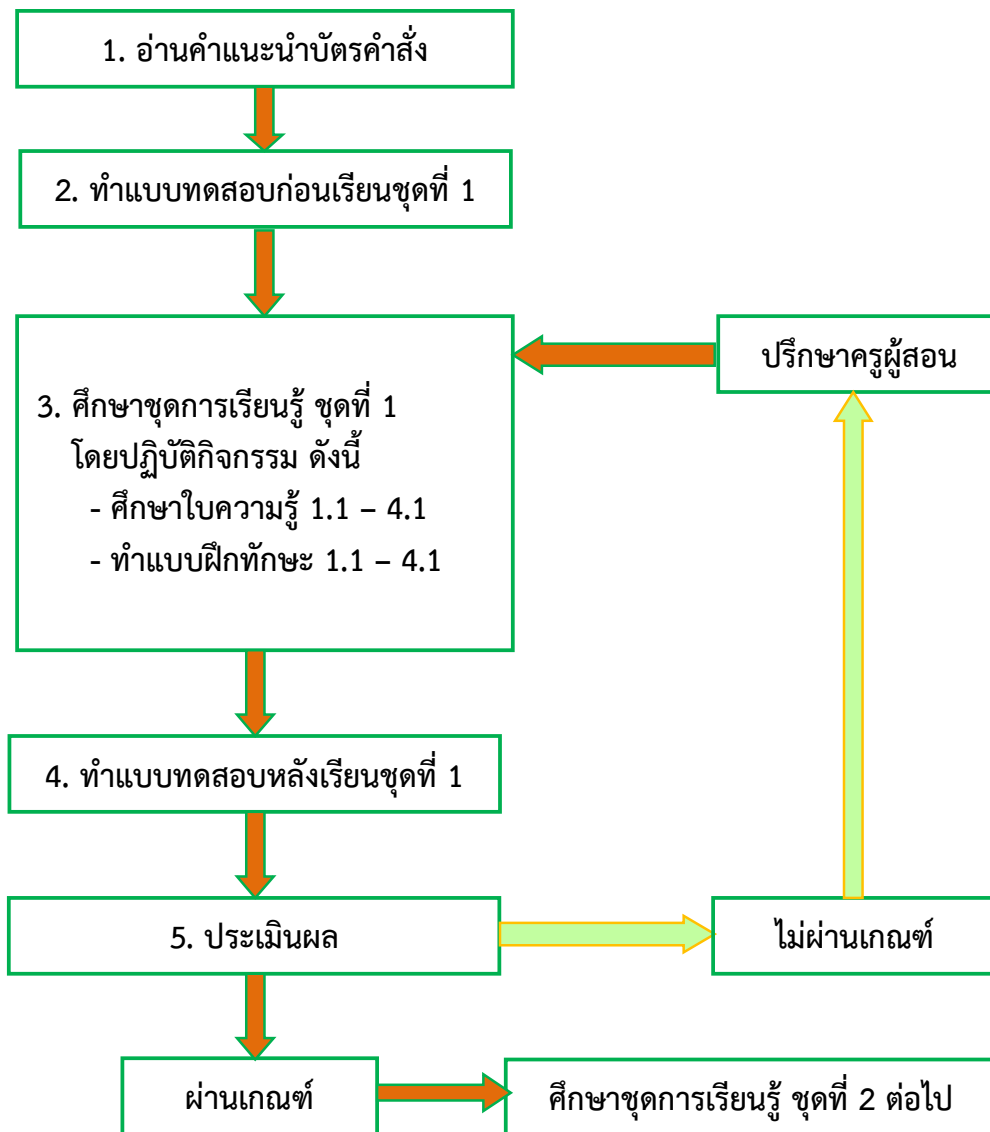 1. อ่านคำแนะนำบัตรคำสั่ง
2. ทำแบบทดสอบก่อนเรียนชุดที่ 1
ปรึกษาครูผู้สอน
3. ศึกษาชุดการเรียนรู้ ชุดที่ 1
โดยปฏิบัติกิจกรรม ดังนี้
- ศึกษาใบความรู้ 1.1 – 4.1
- ทำแบบฝึกทักษะ 1.1 – 4.1
4. ทำแบบทดสอบหลังเรียนชุดที่ 1
5. ประเมินผล
ไม่ผ่านเกณฑ์
ผ่านเกณฑ์
ศึกษาชุดการเรียนรู้ ชุดที่ 2 ต่อไป